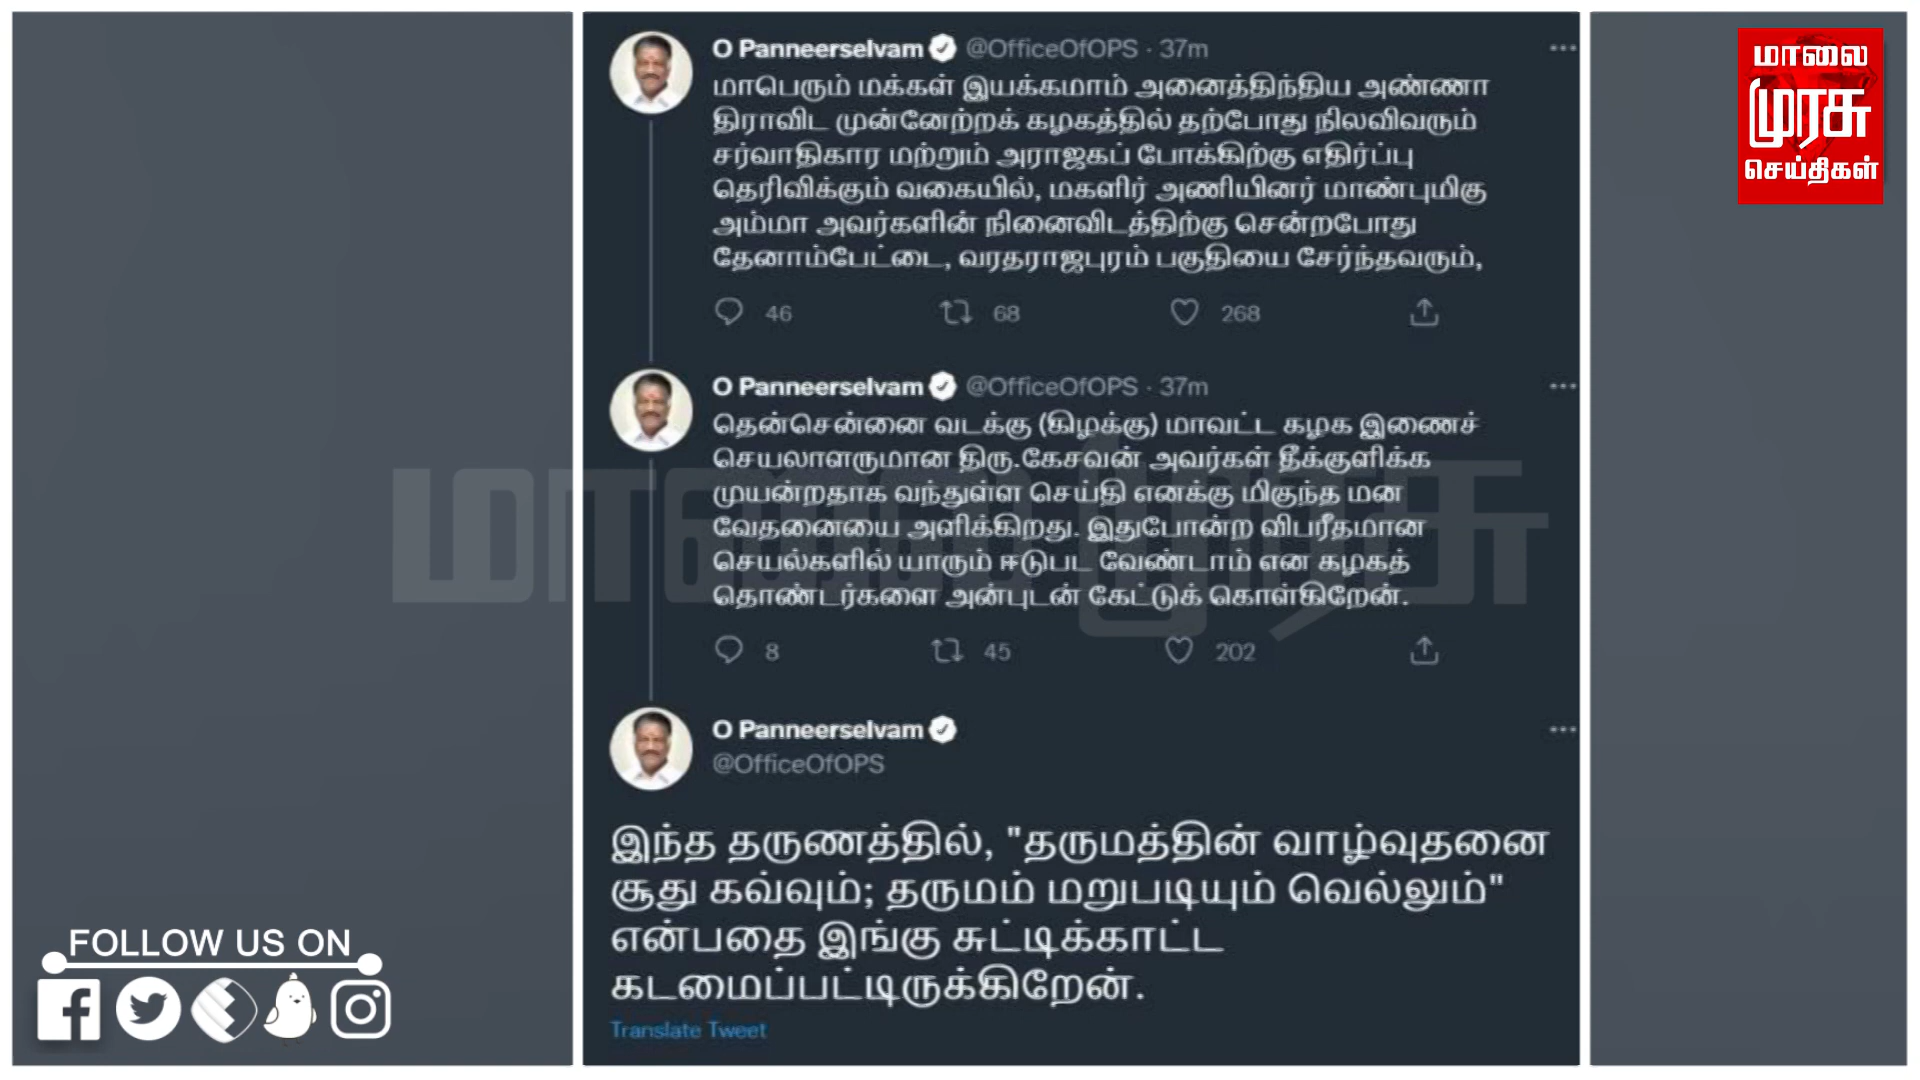 O Panneerselvam @OfficeOfOPS · 37m
மாபெரும் மக்கள் இயக்கமாம் அனைத்திந்திய அண்ணா
திராவிட முன்னேற்றக் கழகத்தில் தற்போது நிலவிவரும்
சர்வாதிகார மற்றும் அராஜகப் போக்கிற்கு எதிர்ப்பு
தெரிவிக்கும் வகையில், மகளிர் அணியினர் மாண்புமிகு
அம்மா அவர்களின் நினைவிடத்திற்கு சென்றபோது
தேனாம்பேட்டை, வரதராஜபுரம் பகுதியை சேர்ந்தவரும்,
46 68 268
O Panneerselvam @OfficeOfOPS · 37m
தென்சென்னை வடக்கு (கிழக்கு) மாவட்ட கழக இணைச்
செயலாளருமான திரு.கேசவன் அவர்கள் தீக்குளிக்க
முயன்றதாக வந்துள்ள செய்தி எனக்கு மிகுந்த மன
வேதனையை அளிக்கிறது. இதுபோன்ற விபரீதமான
செயல்களில் யாரும் ஈடுபட வேண்டாம் என கழகத்
தொண்டர்களை அன்புடன் கேட்டுக் கொள்கிறேன்.
8 45 202
O Panneerselvam
@OfficeOfOPS
இந்த தருணத்தில், "தருமத்தின் வாழ்வுதனை
சூது கவ்வும்; தருமம் மறுபடியும் வெல்லும்"
என்பதை இங்கு சுட்டிக்காட்ட
கடமைப்பட்டிருக்கிறேன்.
Translate Tweet
மாலை
முரசு
செய்திகள்
மாலை முரசு
FOLLOW US ON